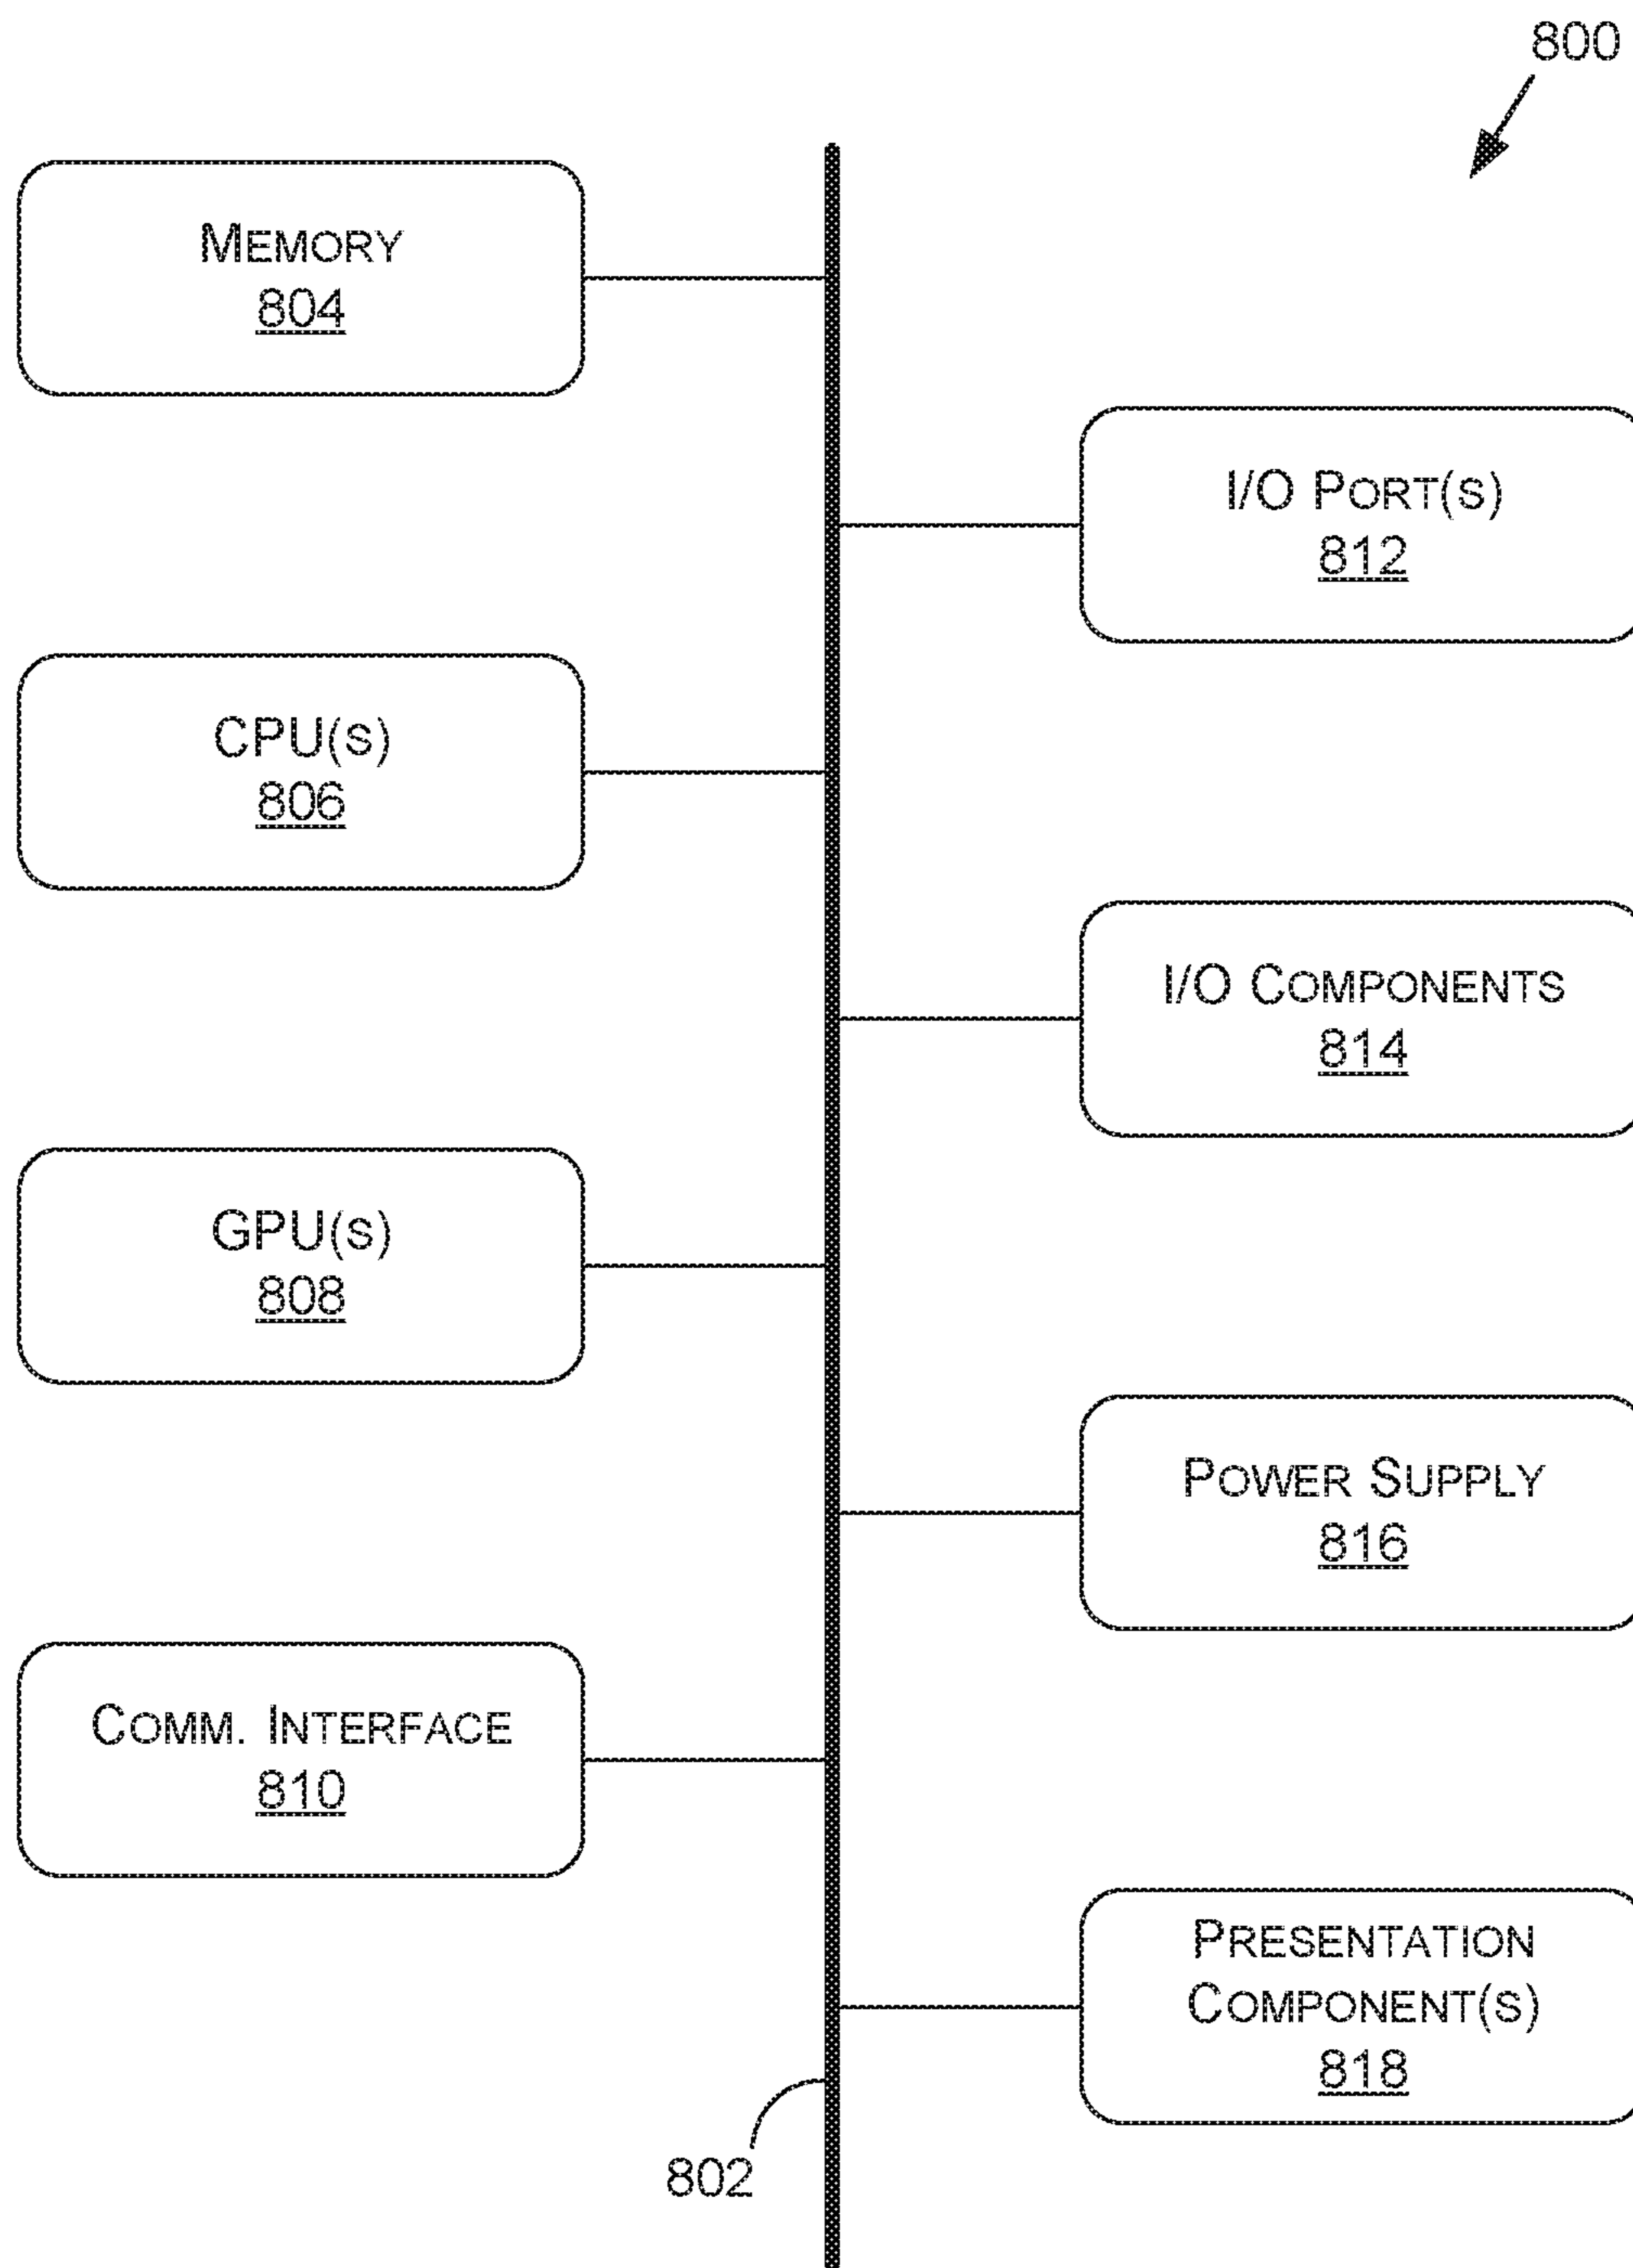 800
MEMORY
804
I/O PORT(S)
812
CPU(S)
806
I/O COMPONENTS
814
GPU(S)
808
POWER SUPPLY
816
COMM. INTERFACE
810
PRESENTATION
COMPONENT(S)
818
802